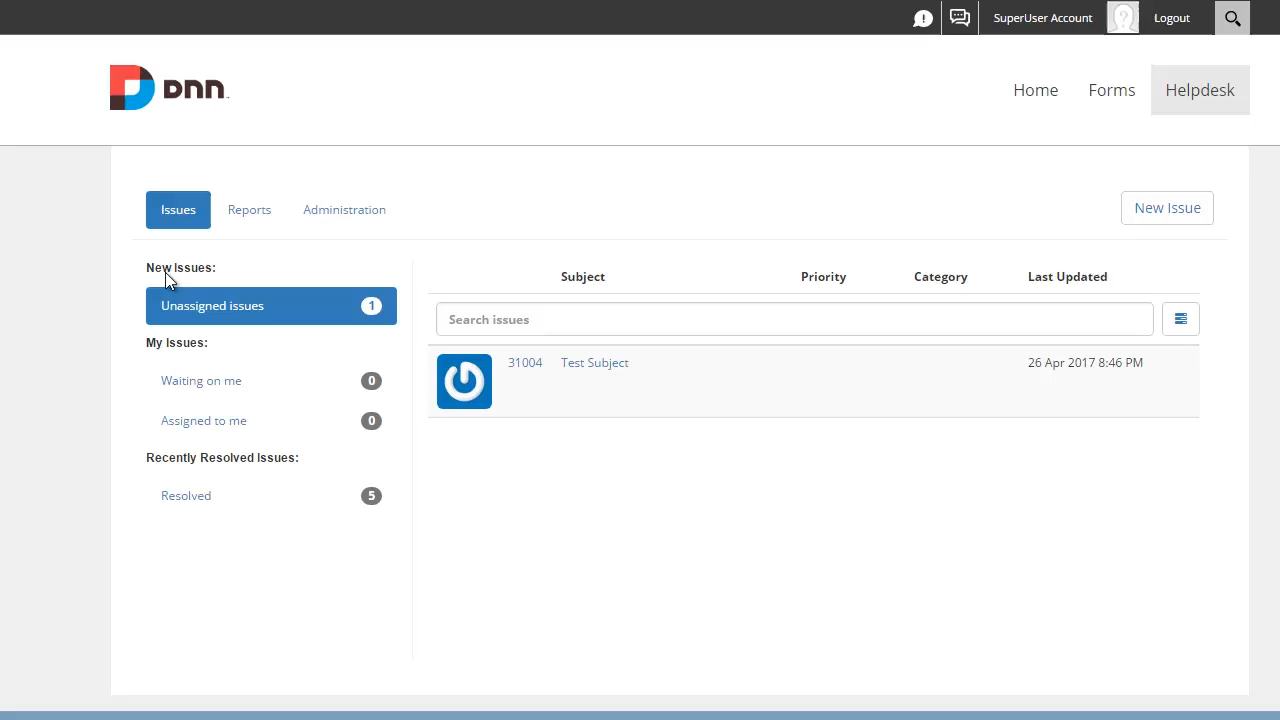 SuperUser Account Logout
DNN
Home Forms Helpdesk
Issues Reports Administration New Issue
New Issues:
Unassigned issues 1
My Issues:
Waiting on me 0
Assigned to me 0
Recently Resolved Issues:
Resolved 5
Subject Priority Category Last Updated
Search issues
31004 Test Subject 26 Apr 2017 8:46 PM